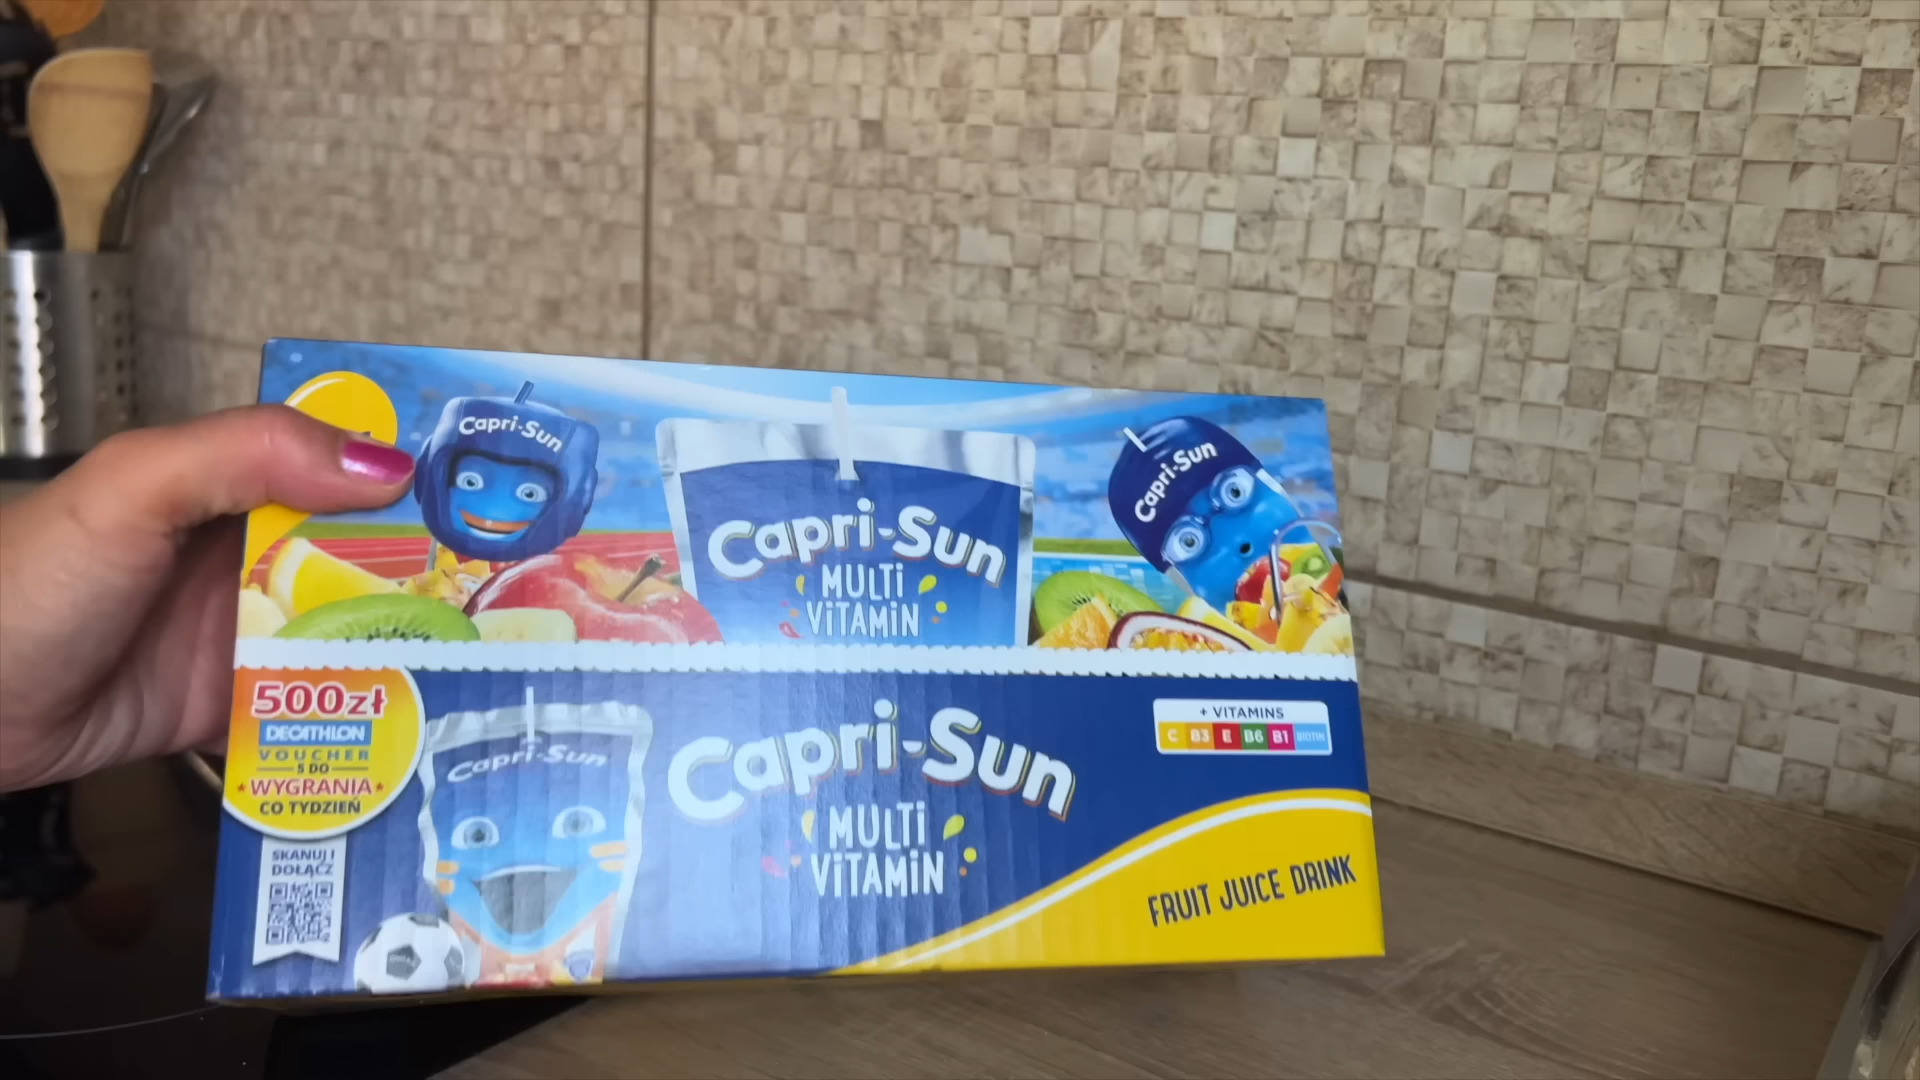 Capri-Sun
Capri-Sun
Capri-Sun
MULTI
VITAMIN
500zł
DECATHLON
VOUCHER
5 DO
WYGRANIA
CO TYDZIEŃ
SKANUJ I
DOŁĄCZ
Capri-Sun
Capri-Sun
MULTI
VITAMIN
+ VITAMINS
C B3 E B6 B1 BIOTIN
FRUIT JUICE DRINK